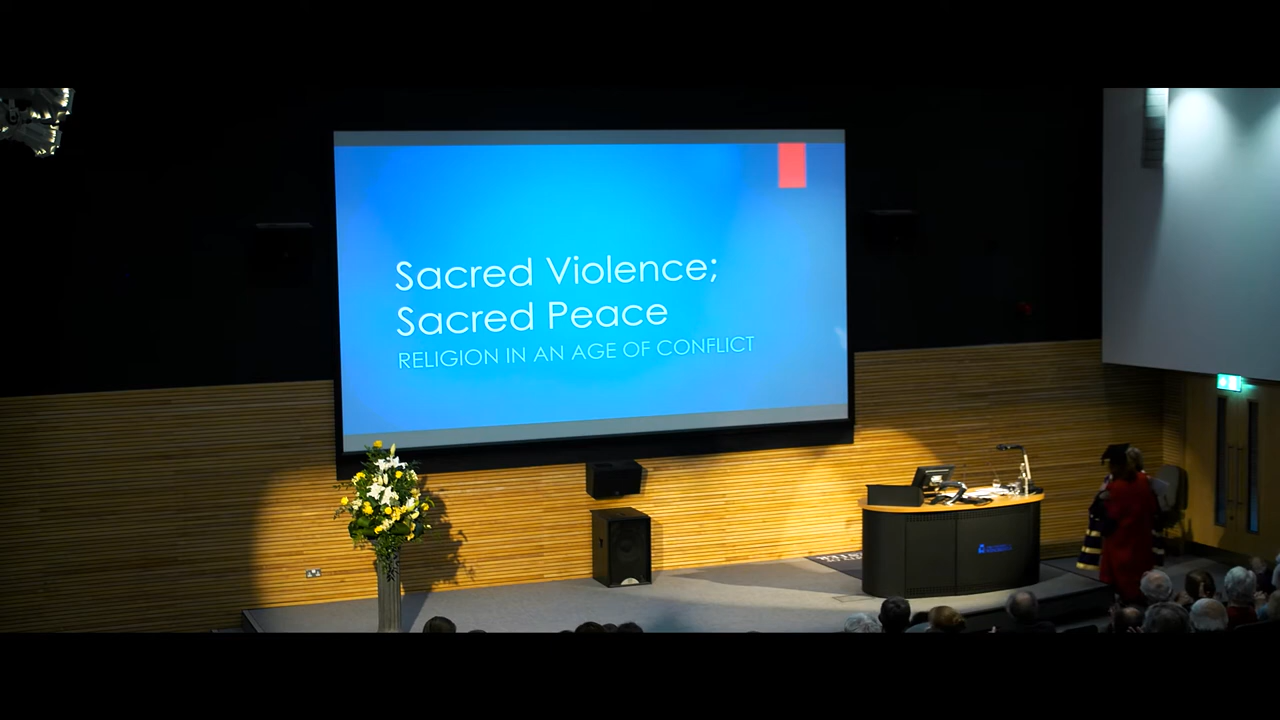 Sacred Violence;
Sacred Peace
RELIGION IN AN AGE OF CONFLICT